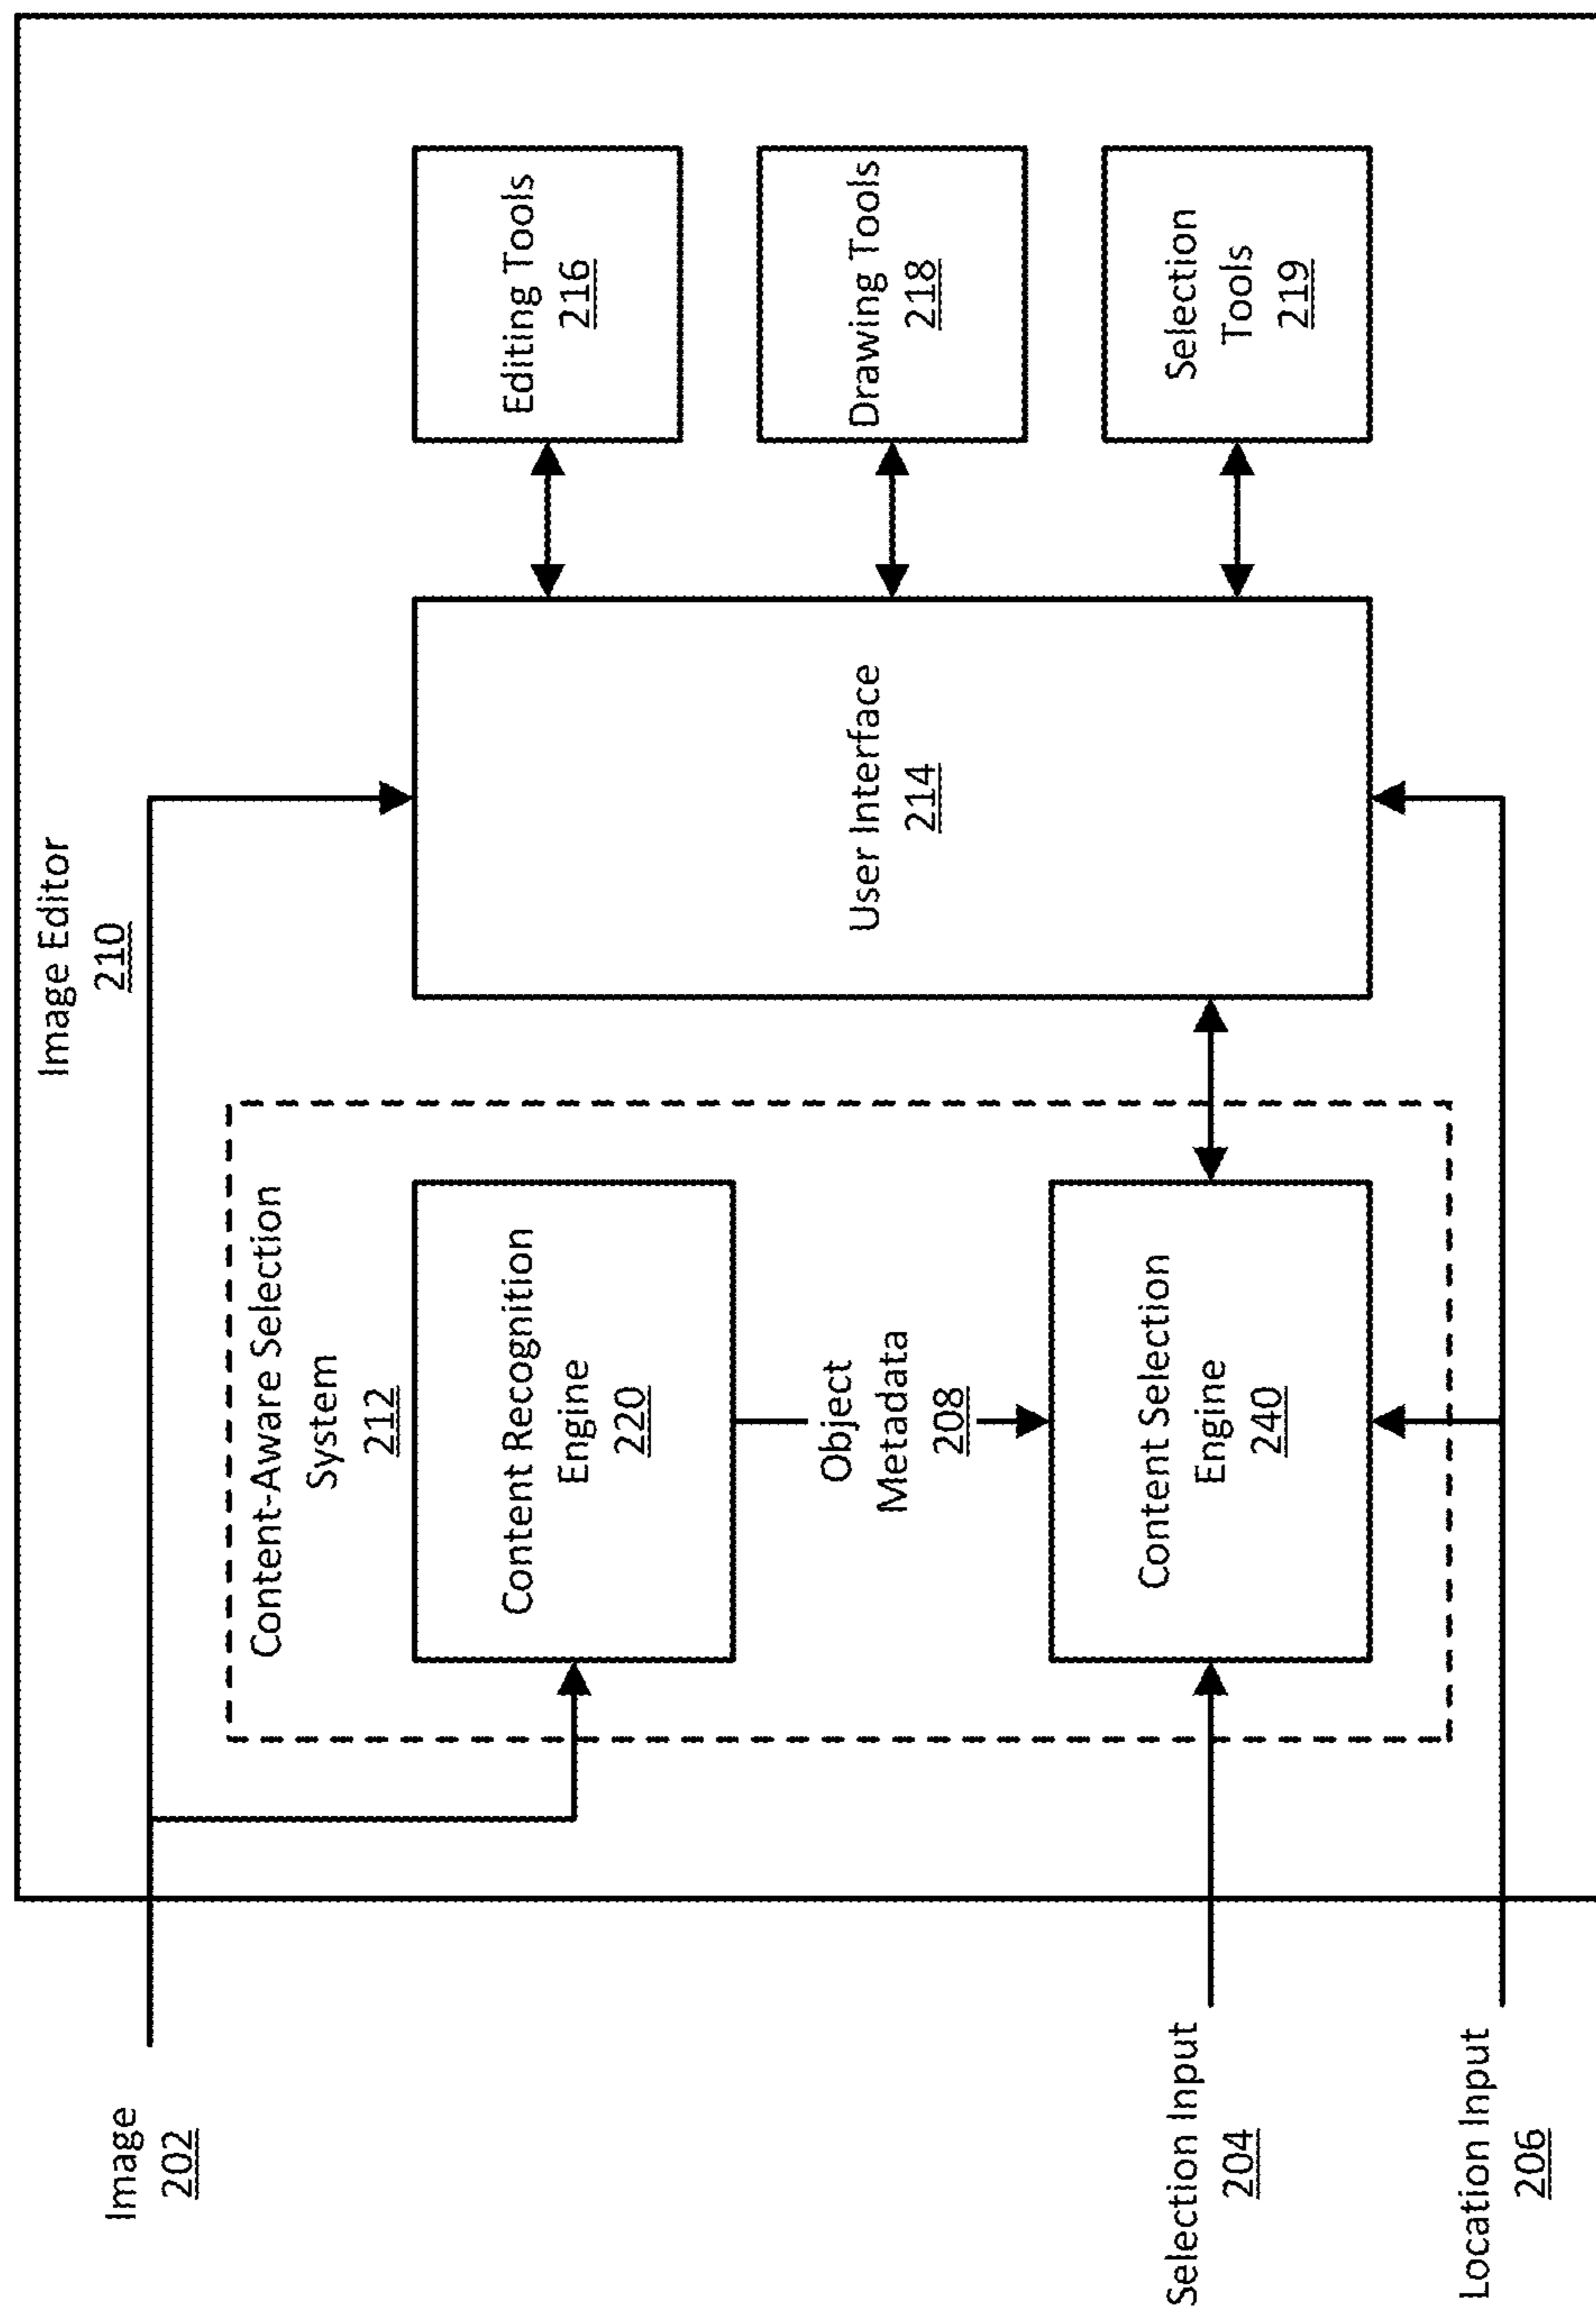 Image Editor
210
Image
202
Content-Aware Selection
System
212
Content Recognition
Engine
220
Object
Metadata
208
Content Selection
Engine
240
User Interface
214
Editing Tools
216
Drawing Tools
218
Selection
Tools
219
Selection Input
204
Location Input
206